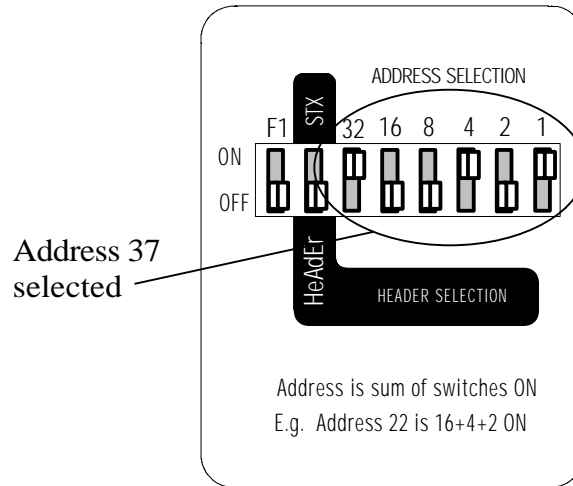 ADDRESS SELECTION
F1 STX 32 16 8 4 2 1
ON
OFF
Address 37
selected
HeAdEr
HEADER SELECTION
Address is sum of switches ON
E.g. Address 22 is 16+4+2 ON